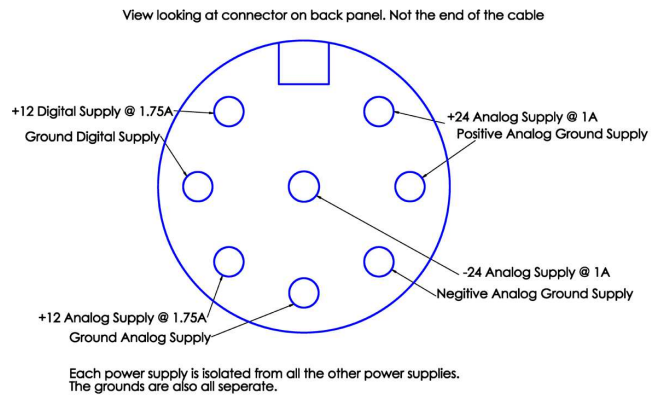 View looking at connector on back panel. Not the end of the cable
+12 Digital Supply @ 1.75A
+24 Analog Supply @ 1A
Ground Digital Supply
Positive Analog Ground Supply
-24 Analog Supply @ 1A
Negitive Analog Ground Supply
+12 Analog Supply @ 1.75A
Ground Analog Supply
Each power supply is isolated from all the other power supplies.
The grounds are also all seperate.